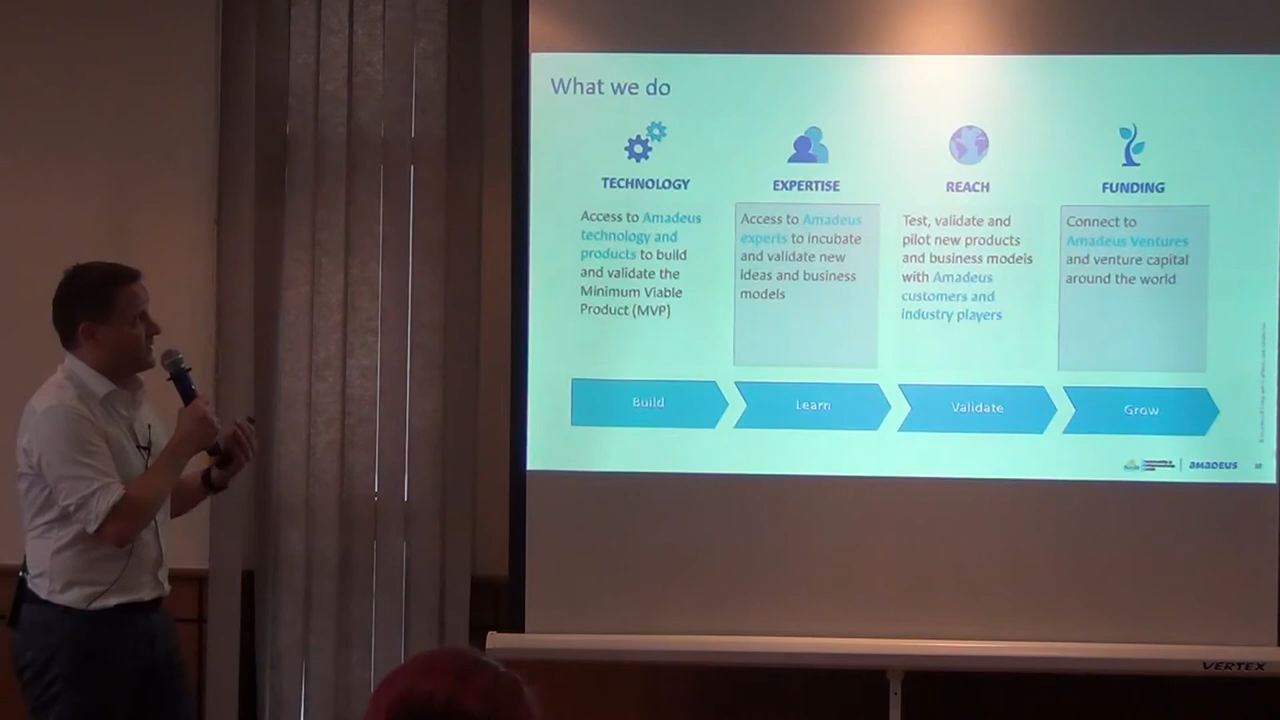 What we do
TECHNOLOGY
Access to Amadeus
technology and
products to build
and validate the
Minimum Viable
Product (MVP)
EXPERTISE
Access to Amadeus
experts to incubate
and validate new
ideas and business
models
REACH
Test, validate and
pilot new products
and business models
with Amadeus
customers and
industry players
FUNDING
Connect to
Amadeus Ventures
and venture capital
around the world
Build
Learn
Validate
Grow
amadeus
VERTEX